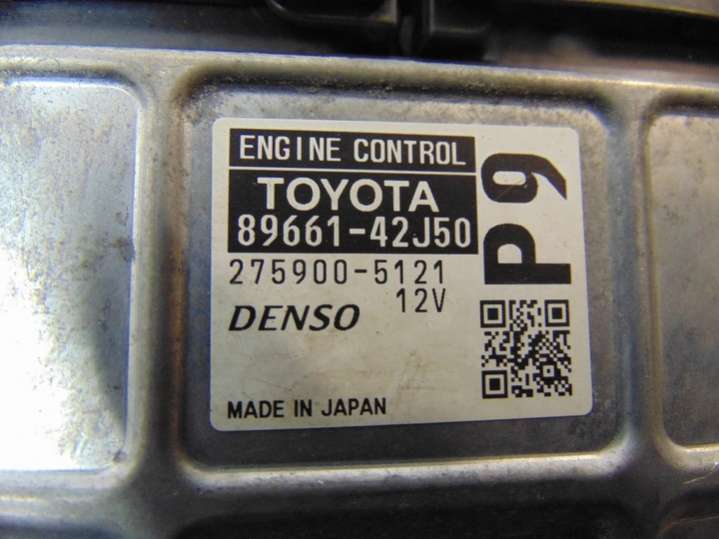 ENGINE CONTROL
TOYOTA
89661-42J50
275900-5121
12V
DENSO
MADE IN JAPAN
P9